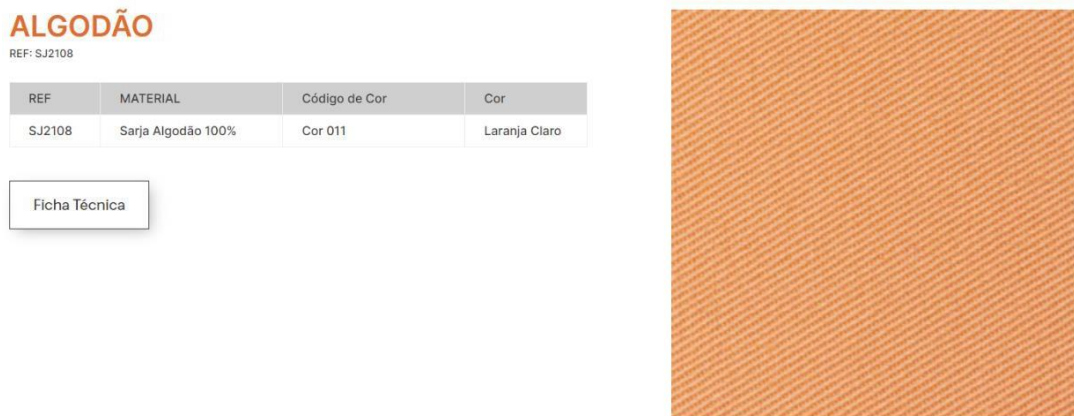 ALGODÃO
REF: SJ2108
REF MATERIAL Código de Cor Cor
SJ2108 Sarja Algodão 100% Cor 011 Laranja Claro
Ficha Técnica